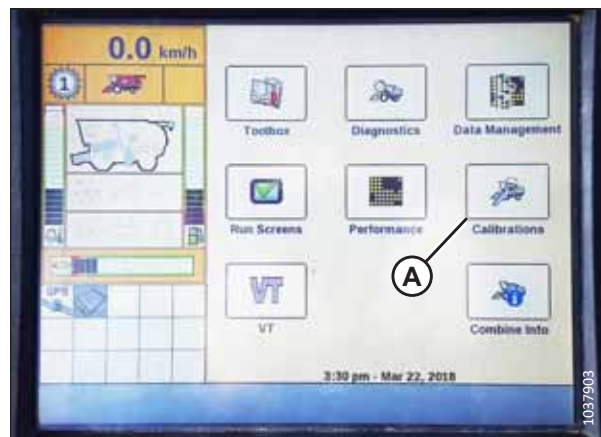 0.0 km/h
1
Toolbox
Diagnostics
Data Management
Run Screens
Performance
Calibrations
A
GPS
VT
VT
Combine Info
3:30 pm - Mar 22, 2018
1037903